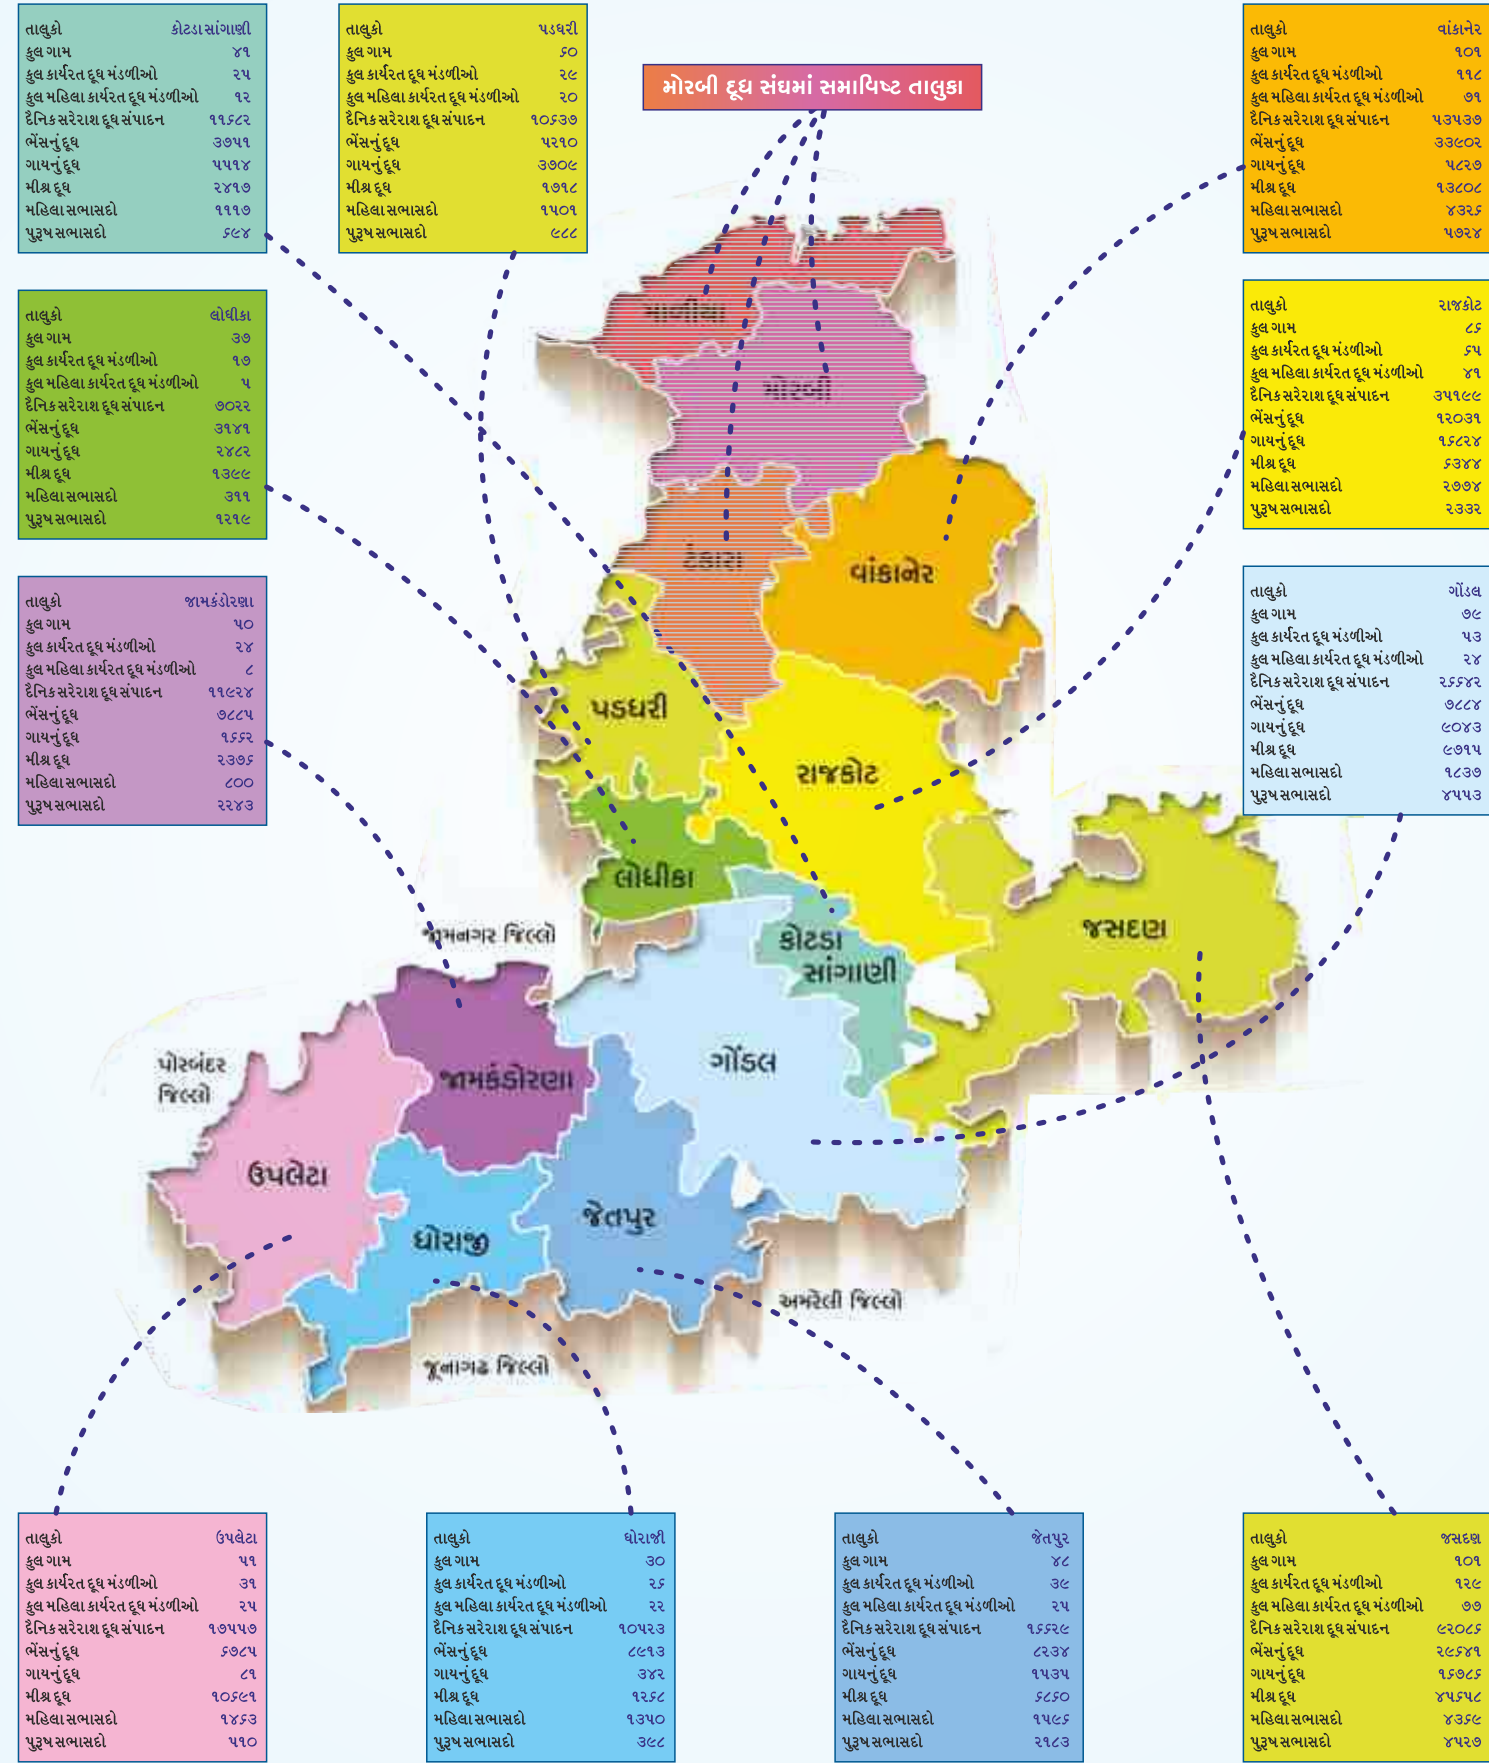 તાલુકો કોટડાસાંગાણી
કુલ ગામ ૪૧
કુલ કાર્યરત દૂધ મંડળીઓ ૨૫
કુલ મહિલા કાર્યરત દૂધ મંડળીઓ ૧૨
દૈનિક સરેરાશ દૂધ સંપાદન ૧૧૬૮૨
ભેંસનું દૂધ ૩૭૫૧
ગાયનું દૂધ ૫૫૧૪
મીશ્ર દૂધ ૨૪૧૭
મહિલા સભાસદો ૧૧૧૭
પુરૂષ સભાસદો ૬૯૪
તાલુકો પડધરી
કુલ ગામ ૬૦
કુલ કાર્યરત દૂધ મંડળીઓ ૨૯
કુલ મહિલા કાર્યરત દૂધ મંડળીઓ ૨૦
દૈનિક સરેરાશ દૂધ સંપાદન ૧૦૬૩૭
ભેંસનું દૂધ ૫૨૧૦
ગાયનું દૂધ ૩૭૦૯
મીશ્ર દૂધ ૧૭૧૮
મહિલા સભાસદો ૧૫૦૧
પુરૂષ સભાસદો ૯૮૮
મોરબી દૂધ સંઘમાં સમાવિષ્ટ તાલુકા
તાલુકો વાંકાનેર
કુલ ગામ ૧૦૧
કુલ કાર્યરત દૂધ મંડળીઓ ૧૧૮
કુલ મહિલા કાર્યરત દૂધ મંડળીઓ ૭૧
દૈનિક સરેરાશ દૂધ સંપાદન ૫૩૫૩૭
ભેંસનું દૂધ ૩૩૯૦૨
ગાયનું દૂધ ૫૮૨૭
મીશ્ર દૂધ ૧૩૮૦૮
મહિલા સભાસદો ૪૩૨૬
પુરૂષ સભાસદો ૫૭૨૪
તાલુકો લોધીકા
કુલ ગામ ૩૭
કુલ કાર્યરત દૂધ મંડળીઓ ૧૭
કુલ મહિલા કાર્યરત દૂધ મંડળીઓ ૫
દૈનિક સરેરાશ દૂધ સંપાદન ૭૦૨૨
ભેંસનું દૂધ ૩૧૪૧
ગાયનું દૂધ ૨૪૮૨
મીશ્ર દૂધ ૧૩૯૯
મહિલા સભાસદો ૩૧૧
પુરૂષ સભાસદો ૧૨૧૯
તાલુકો રાજકોટ
કુલ ગામ ૮૬
કુલ કાર્યરત દૂધ મંડળીઓ ૬૫
કુલ મહિલા કાર્યરત દૂધ મંડળીઓ ૪૧
દૈનિક સરેરાશ દૂધ સંપાદન ૩૫૧૯૯
ભેંસનું દૂધ ૧૨૦૩૧
ગાયનું દૂધ ૧૬૮૨૪
મીશ્ર દૂધ ૬૩૪૪
મહિલા સભાસદો ૨૭૭૪
પુરૂષ સભાસદો ૨૩૩૨
તાલુકો જામકંડોરણા
કુલ ગામ ૫૦
કુલ કાર્યરત દૂધ મંડળીઓ ૨૪
કુલ મહિલા કાર્યરત દૂધ મંડળીઓ ૮
દૈનિક સરેરાશ દૂધ સંપાદન ૧૧૯૨૪
ભેંસનું દૂધ ૭૮૮૫
ગાયનું દૂધ ૧૬૬૨
મીશ્ર દૂધ ૨૩૭૬
મહિલા સભાસદો ૮૦૦
પુરૂષ સભાસદો ૨૨૪૩
તાલુકો ગોંડલ
કુલ ગામ ૭૯
કુલ કાર્યરત દૂધ મંડળીઓ ૫૩
કુલ મહિલા કાર્યરત દૂધ મંડળીઓ ૨૪
દૈનિક સરેરાશ દૂધ સંપાદન ૨૬૬૪૨
ભેંસનું દૂધ ૭૮૮૪
ગાયનું દૂધ ૯૦૪૩
મીશ્ર દૂધ ૯૭૧૫
મહિલા સભાસદો ૧૮૩૭
પુરૂષ સભાસદો ૪૫૫૩
માળીયા
મોરબી
ટંકારા
વાંકાનેર
પડધરી
રાજકોટ
લોધીકા
જામનગર જિલ્લો
કોટડા
સાંગાણી
જસદણ
પોરબંદર
જિલ્લો
જામકંડોરણા
ગોંડલ
ઉપલેટા
જેતપુર
ધોરાજી
અમરેલી જિલ્લો
જૂનાગઢ જિલ્લો
તાલુકો ઉપલેટા
કુલ ગામ ૫૧
કુલ કાર્યરત દૂધ મંડળીઓ ૩૧
કુલ મહિલા કાર્યરત દૂધ મંડળીઓ ૨૫
દૈનિક સરેરાશ દૂધ સંપાદન ૧૭૫૫૭
ભેંસનું દૂધ ૬૭૮૫
ગાયનું દૂધ ૮૧
મીશ્ર દૂધ ૧૦૬૯૧
મહિલા સભાસદો ૧૪૬૩
પુરૂષ સભાસદો ૫૧૦
તાલુકો ધોરાજી
કુલ ગામ ૩૦
કુલ કાર્યરત દૂધ મંડળીઓ ૨૬
કુલ મહિલા કાર્યરત દૂધ મંડળીઓ ૨૨
દૈનિક સરેરાશ દૂધ સંપાદન ૧૦૫૨૩
ભેંસનું દૂધ ૮૯૧૩
ગાયનું દૂધ ૩૪૨
મીશ્ર દૂધ ૧૨૬૮
મહિલા સભાસદો ૧૩૫૦
પુરૂષ સભાસદો ૩૯૮
તાલુકો જેતપુર
કુલ ગામ ૪૮
કુલ કાર્યરત દૂધ મંડળીઓ ૩૯
કુલ મહિલા કાર્યરત દૂધ મંડળીઓ ૨૫
દૈનિક સરેરાશ દૂધ સંપાદન ૧૬૬૨૯
ભેંસનું દૂધ ૮૨૩૪
ગાયનું દૂધ ૧૫૩૫
મીશ્ર દૂધ ૬૮૬૦
મહિલા સભાસદો ૧૫૯૬
પુરૂષ સભાસદો ૨૧૮૩
તાલુકો જસદણ
કુલ ગામ ૧૦૧
કુલ કાર્યરત દૂધ મંડળીઓ ૧૨૯
કુલ મહિલા કાર્યરત દૂધ મંડળીઓ ૭૭
દૈનિક સરેરાશ દૂધ સંપાદન ૯૨૦૮૬
ભેંસનું દૂધ ૨૯૬૪૧
ગાયનું દૂધ ૧૬૭૮૬
મીશ્ર દૂધ ૪૫૬૫૮
મહિલા સભાસદો ૪૩૬૯
પુરૂષ સભાસદો ૪૫૨૭